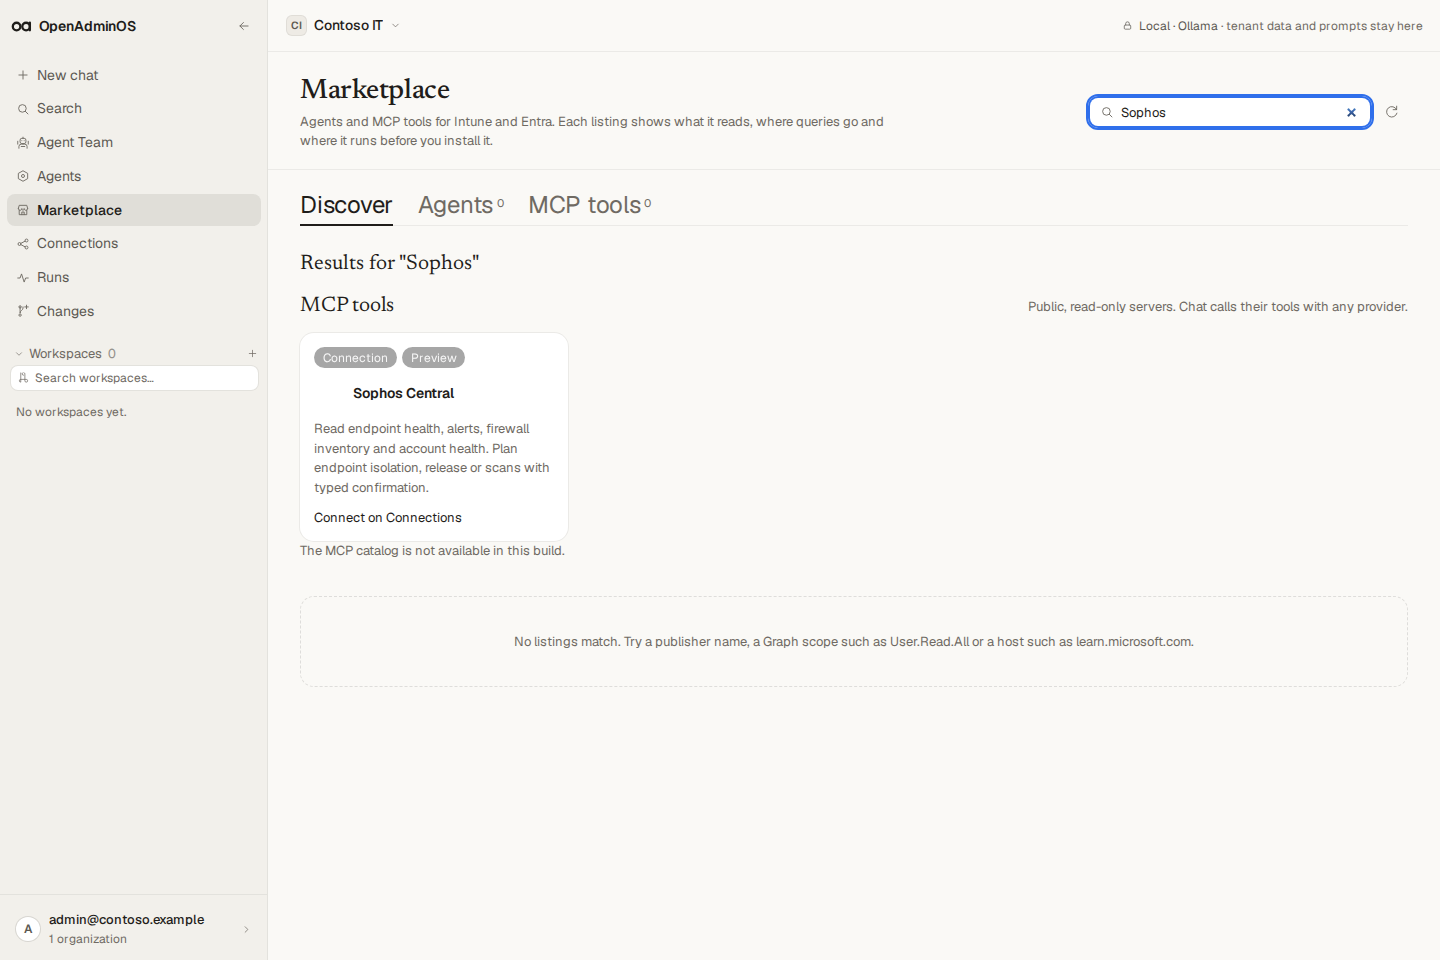 OpenAdminOS
New chat
Search
Agent Team
Agents
Marketplace
Connections
Runs
Changes
Workspaces 0
Search workspaces...
No workspaces yet.
A
admin@contoso.example
1 organization
CI Contoso IT
Local · Ollama · tenant data and prompts stay here
Marketplace
Agents and MCP tools for Intune and Entra. Each listing shows what it reads, where queries go and
where it runs before you install it.
Sophos
Discover Agents 0 MCP tools 0
Results for "Sophos"
MCP tools
Public, read-only servers. Chat calls their tools with any provider.
Connection Preview
Sophos Central
Read endpoint health, alerts, firewall
inventory and account health. Plan
endpoint isolation, release or scans with
typed confirmation.
Connect on Connections
The MCP catalog is not available in this build.
No listings match. Try a publisher name, a Graph scope such as User.Read.All or a host such as learn.microsoft.com.